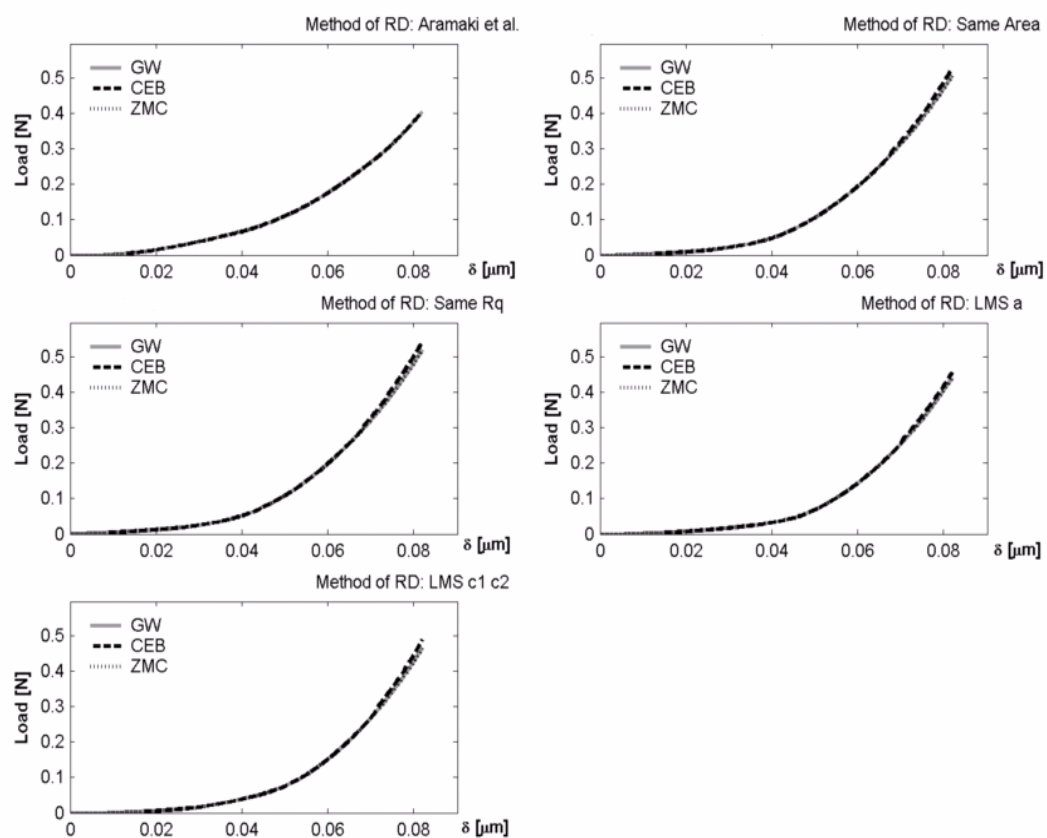 Method of RD: Aramaki et al.
GW
CEB
ZMC
Load [N]
0.5
0.4
0.3
0.2
0.1
0
0 0.02 0.04 0.06 0.08
δ [μm]
Method of RD: Same Area
GW
CEB
ZMC
Load [N]
0.5
0.4
0.3
0.2
0.1
0
0 0.02 0.04 0.06 0.08
δ [μm]
Method of RD: Same Rq
GW
CEB
ZMC
Load [N]
0.5
0.4
0.3
0.2
0.1
0
0 0.02 0.04 0.06 0.08
δ [μm]
Method of RD: LMS a
GW
CEB
ZMC
Load [N]
0.5
0.4
0.3
0.2
0.1
0
0 0.02 0.04 0.06 0.08
δ [μm]
Method of RD: LMS c1 c2
GW
CEB
ZMC
Load [N]
0.5
0.4
0.3
0.2
0.1
0
0 0.02 0.04 0.06 0.08
δ [μm]